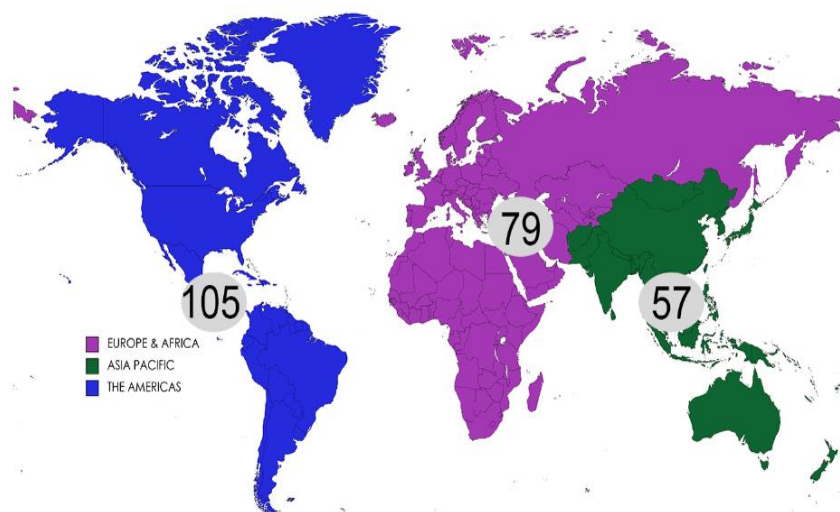 79
105
57
EUROPE & AFRICA
ASIA PACIFIC
THE AMERICAS